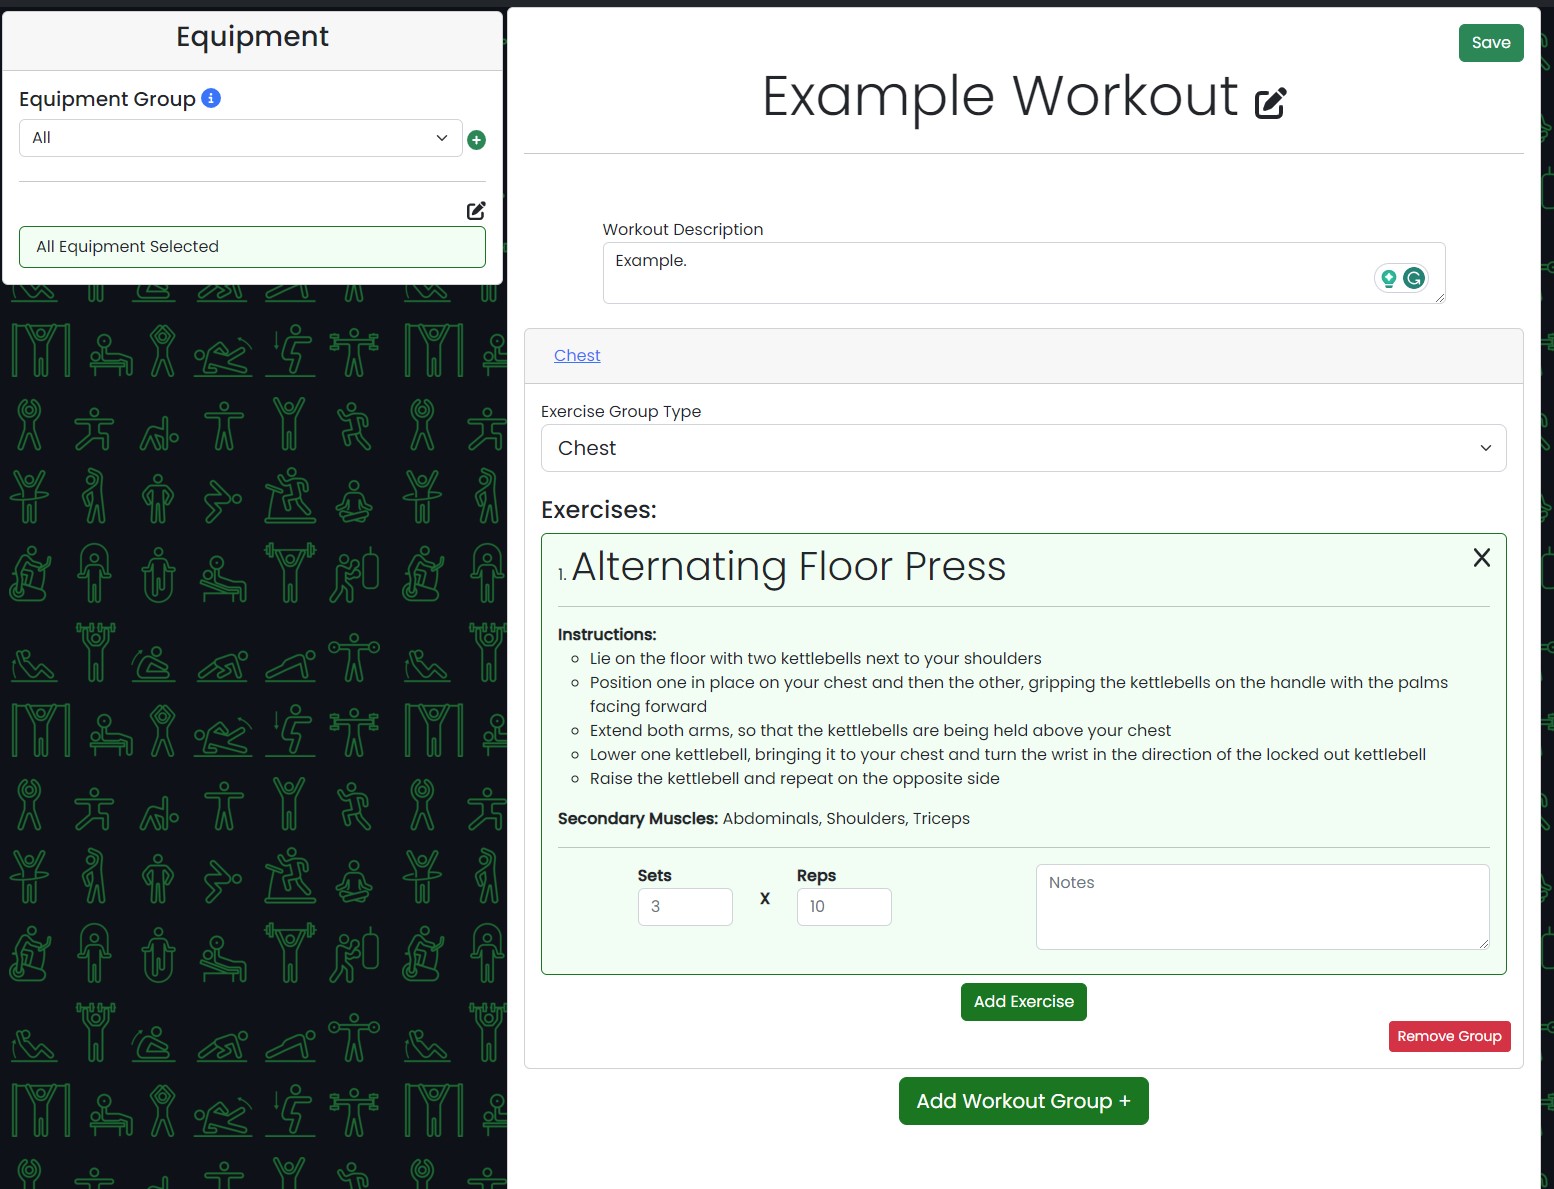 Equipment
Equipment Group
All
All Equipment Selected
Save
Example Workout
Workout Description
Example.
Chest
Exercise Group Type
Chest
Exercises:
1. Alternating Floor Press
X
Instructions:
Lie on the floor with two kettlebells next to your shoulders
Position one in place on your chest and then the other, gripping the kettlebells on the handle with the palms
facing forward
Extend both arms, so that the kettlebells are being held above your chest
Lower one kettlebell, bringing it to your chest and turn the wrist in the direction of the locked out kettlebell
Raise the kettlebell and repeat on the opposite side
Secondary Muscles: Abdominals, Shoulders, Triceps
Sets
Reps
3
X
10
Notes
Add Exercise
Remove Group
Add Workout Group +